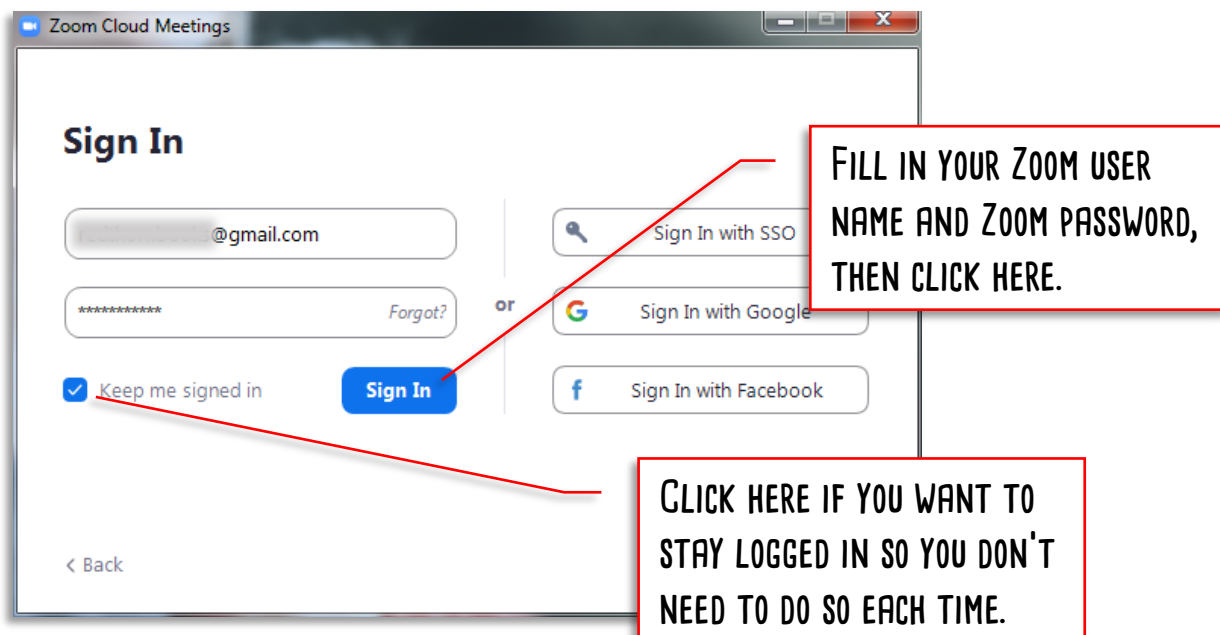 Zoom Cloud Meetings
Sign In
@gmail.com
***********
Forgot?
Keep me signed in
Sign In
or
Sign In with SSO
Sign In with Google
Sign In with Facebook
< Back
FILL IN YOUR ZOOM USER
NAME AND ZOOM PASSWORD,
THEN CLICK HERE.
CLICK HERE IF YOU WANT TO
STAY LOGGED IN SO YOU DON'T
NEED TO DO SO EACH TIME.